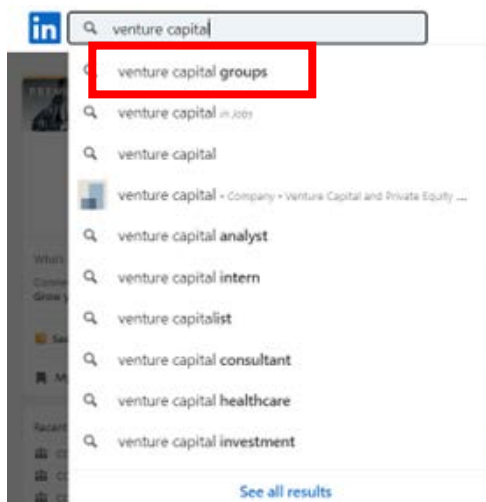 in
venture capital
venture capital groups
venture capital in Jobs
venture capital
venture capital • Company • Venture Capital and Private Equity ...
venture capital analyst
venture capital intern
venture capitalist
venture capital consultant
venture capital healthcare
venture capital investment
See all results
Grow
Recent